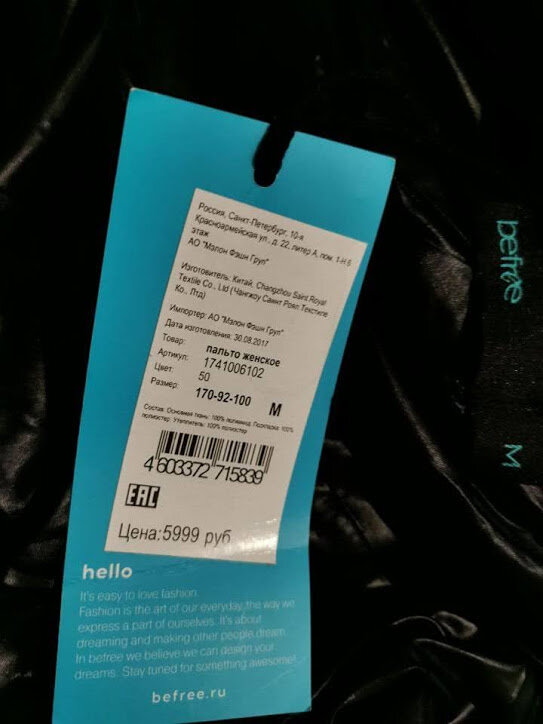 Россия, Санкт-Петербург, 10-я
Красноармейская ул., д. 22, литер А, пом. 1-Н 6
этаж
АО "Мэлон Фэшн Груп"
Изготовитель: Китай, Changzhou Saint Royal
Textile Co., Ltd (Чангжоу Саинт Роял Текстиле
Ко., Лтд)
Импортер: АО "Мэлон Фэшн Груп"
Дата изготовления: 30.08.2017
Товар: пальто женское
Артикул: 1741006102
Цвет: 50
Размер: 170-92-100 M
Состав: Основная ткань: 100% полиамид; Подкладка: 100%
полиэстер; Утеплитель: 100% полиэстер
4 603372 715839
EAC
Цена:5999 руб.
hello
It's easy to love fashion.
Fashion is the art of our everyday, the way we
express a part of ourselves. It's about
dreaming and making other people dream.
In befree we believe we can design your
dreams. Stay tuned for something awesome!
befree.ru
befree
M